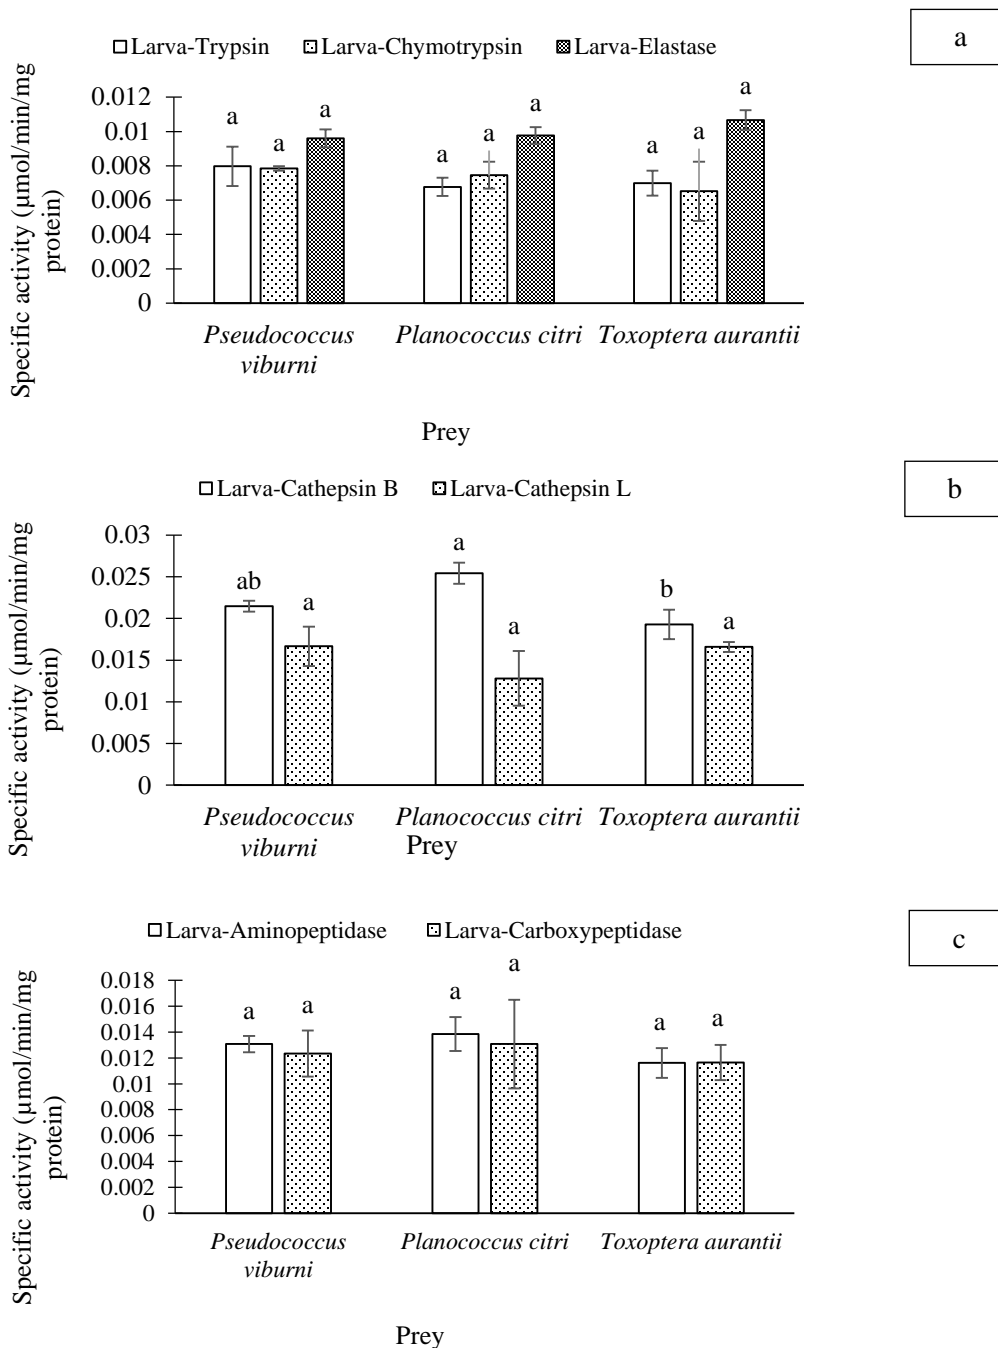 a
Larva-Trypsin Larva-Chymotrypsin Larva-Elastase
Specific activity (µmol/min/mg
protein)
0.012
0.01
0.008
0.006
0.004
0.002
0
a a a a a a a a a
Pseudococcus
viburni
Planococcus citri
Toxoptera aurantii
Prey
b
Larva-Cathepsin B Larva-Cathepsin L
Specific activity (µmol/min/mg
protein)
0.03
0.025
0.02
0.015
0.01
0.005
0
ab a a a b a
Pseudococcus
viburni
Planococcus citri
Toxoptera aurantii
Prey
c
Larva-Aminopeptidase Larva-Carboxypeptidase
Specific activity (µmol/min/mg
protein)
0.018
0.016
0.014
0.012
0.01
0.008
0.006
0.004
0.002
0
a a a a a a
Pseudococcus
viburni
Planococcus citri
Toxoptera aurantii
Prey